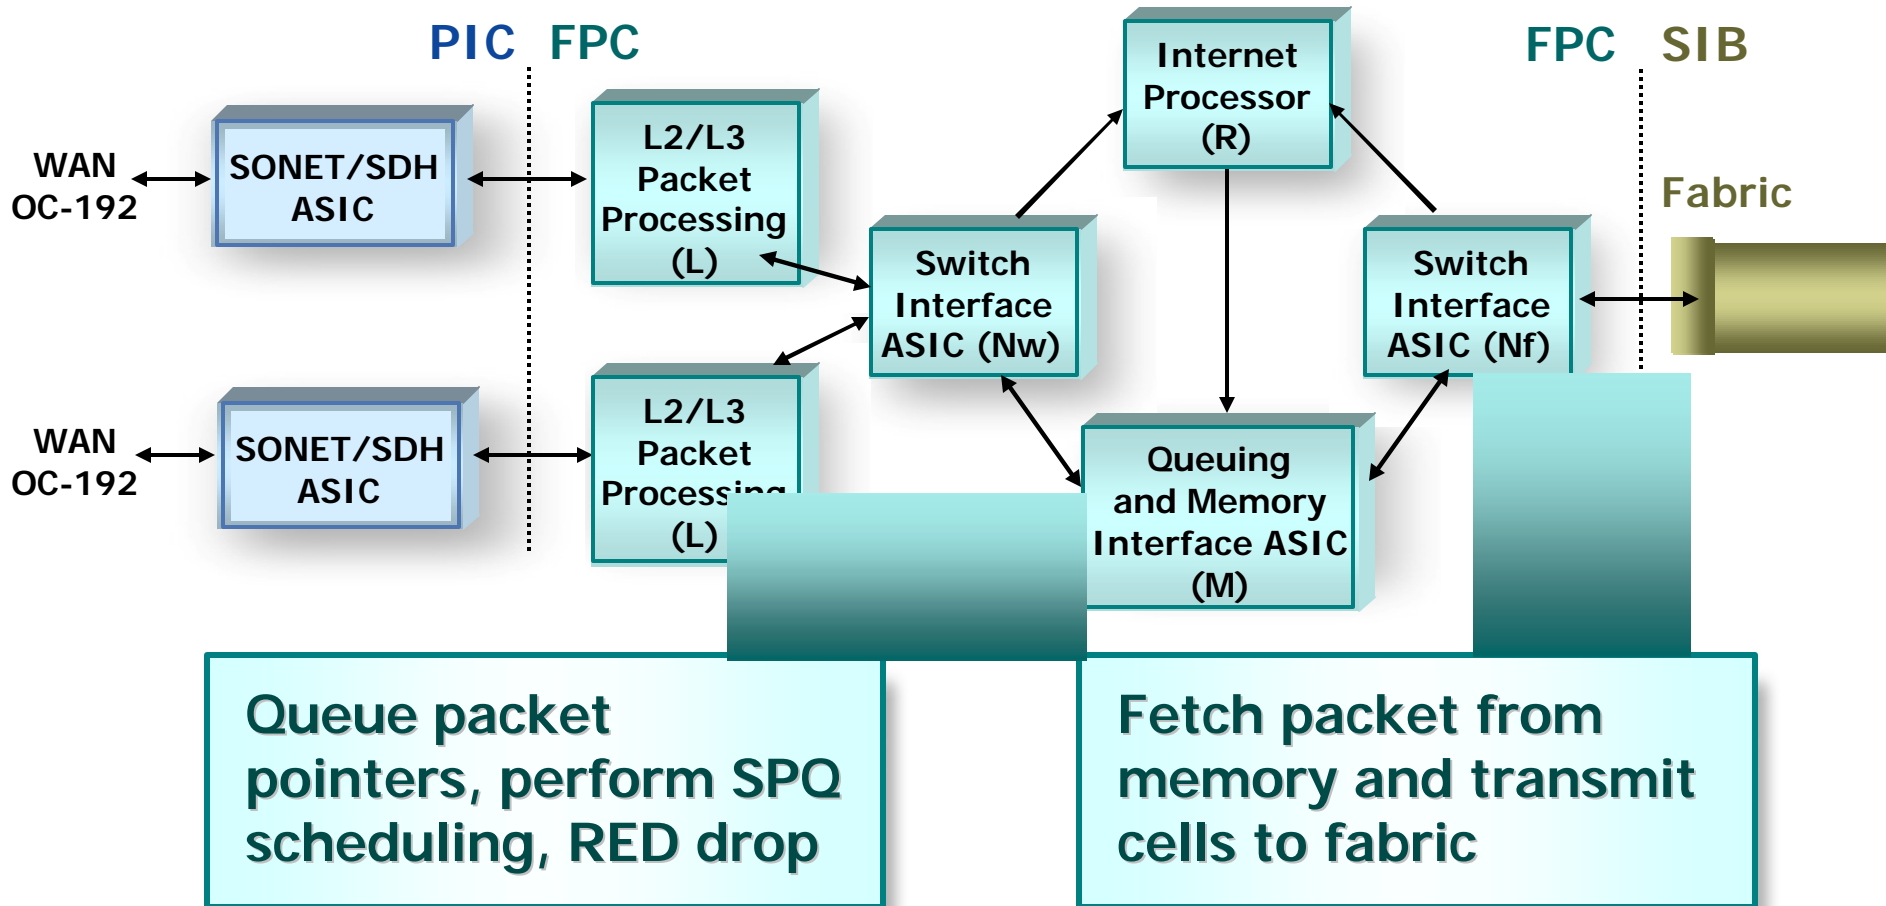 PIC
FPC
FPC
SIB
Internet
Processor
(R)
WAN
OC-192
SONET/SDH
ASIC
L2/L3
Packet
Processing
(L)
Switch
Interface
ASIC (Nw)
Switch
Interface
ASIC (Nf)
Fabric
WAN
OC-192
SONET/SDH
ASIC
L2/L3
Packet
Processing
(L)
Queuing
and Memory
Interface ASIC
(M)
Queue packet
pointers, perform SPQ
scheduling, RED drop
Fetch packet from
memory and transmit
cells to fabric